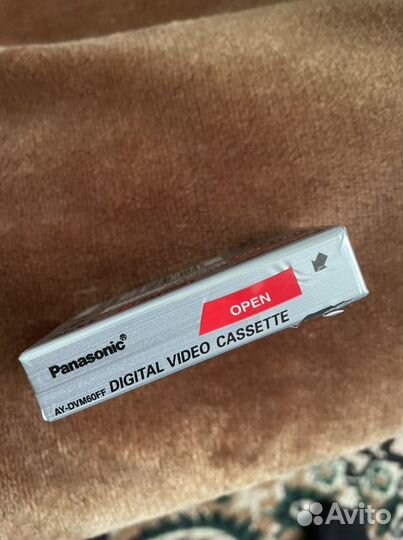 OPEN
Panasonic®
AY-DVM60FF DIGITAL VIDEO CASSETTE
Avito